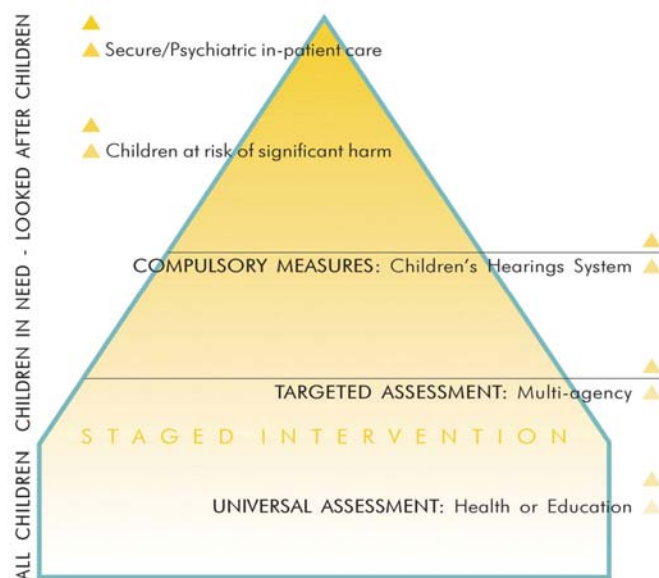 Secure/Psychiatric in-patient care
Children at risk of significant harm
COMPULSORY MEASURES: Children's Hearings System
TARGETED ASSESSMENT: Multi-agency
STAGED INTERVENTION
UNIVERSAL ASSESSMENT: Health or Education
ALL CHILDREN CHILDREN IN NEED - LOOKED AFTER CHILDREN